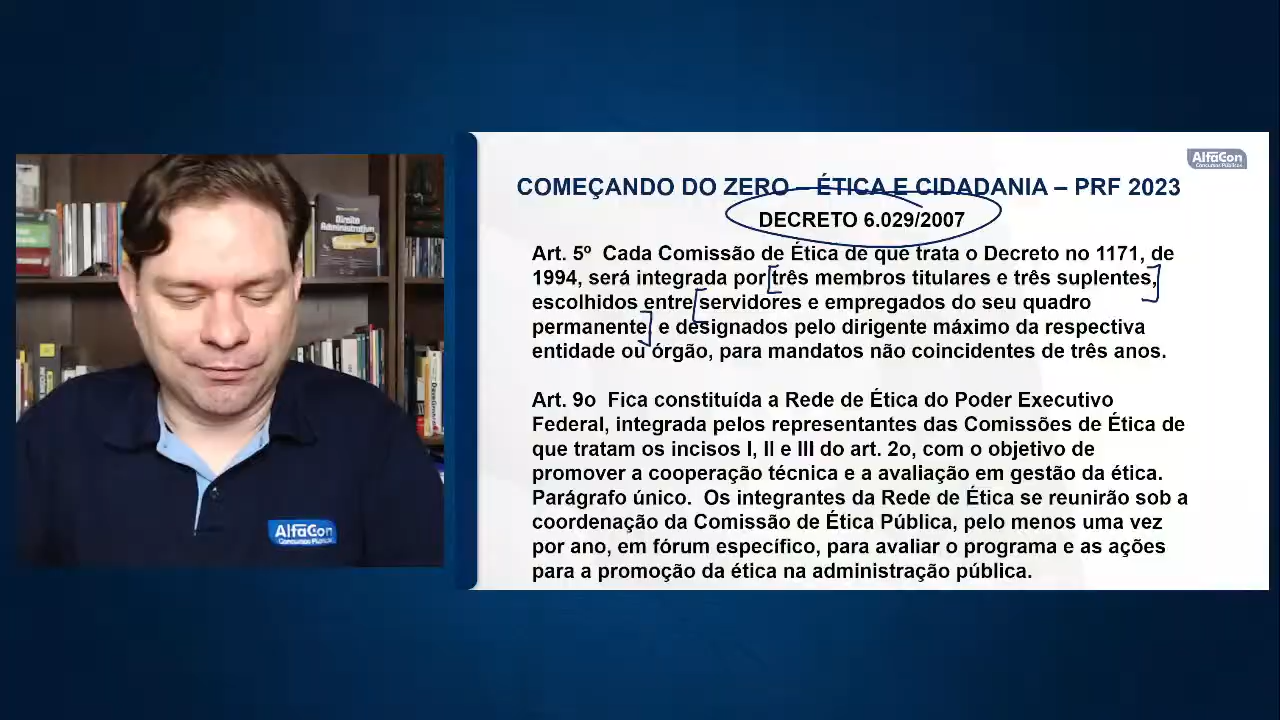 AlfaCon
Concursos Públicos
COMEÇANDO DO ZERO – ÉTICA E CIDADANIA – PRF 2023
DECRETO 6.029/2007
Art. 5º Cada Comissão de Ética de que trata o Decreto no 1171, de
1994, será integrada por três membros titulares e três suplentes,
escolhidos entre servidores e empregados do seu quadro
permanente, e designados pelo dirigente máximo da respectiva
entidade ou órgão, para mandatos não coincidentes de três anos.
Art. 9o Fica constituída a Rede de Ética do Poder Executivo
Federal, integrada pelos representantes das Comissões de Ética de
que tratam os incisos I, II e III do art. 2o, com o objetivo de
promover a cooperação técnica e a avaliação em gestão da ética.
Parágrafo único. Os integrantes da Rede de Ética se reunirão sob a
coordenação da Comissão de Ética Pública, pelo menos uma vez
por ano, em fórum específico, para avaliar o programa e as ações
para a promoção da ética na administração pública.
Direito
Administrativo
AlfaCon
Concursos Públicos